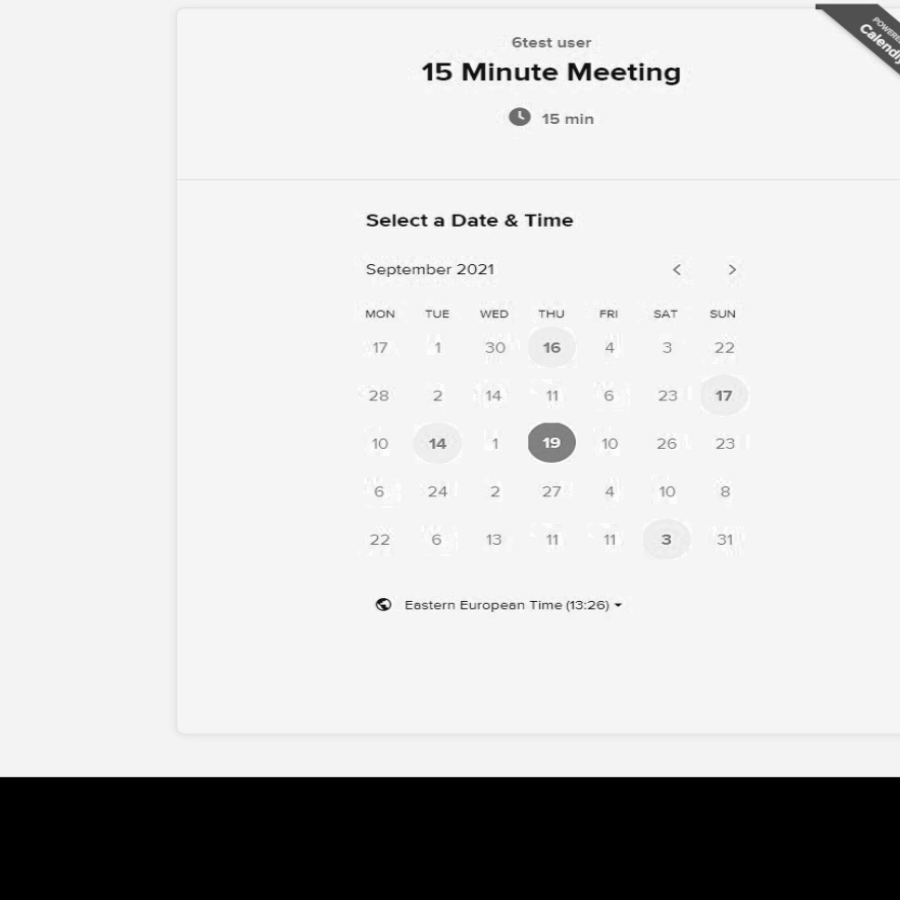 6test user
15 Minute Meeting
15 min
Select a Date & Time
September 2021
MON TUE WED THU FRI SAT SUN
17 1 30 16 4 3 22
28 2 14 11 6 23 17
10 14 1 19 10 26 23
6 24 2 27 4 10 8
22 6 13 11 11 3 31
Eastern European Time (13:26)